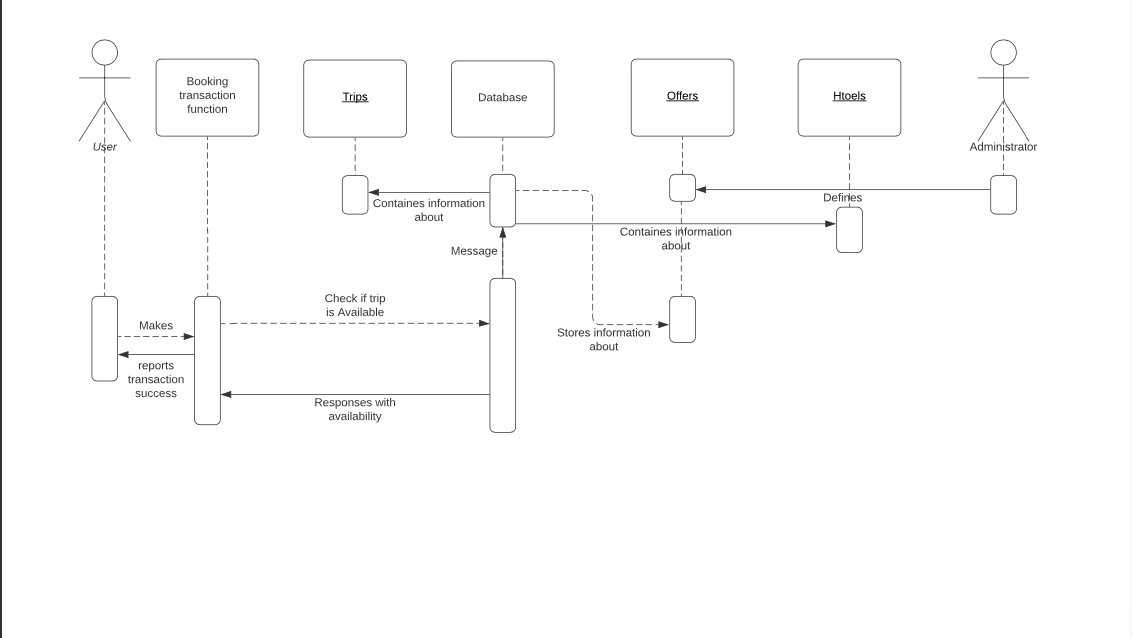 Booking
transaction
function
Trips
Database
Offers
Htoels
User
Administrator
Containes information
about
Defines
Containes information
about
Message
Check if trip
is Available
Makes
Stores information
about
reports
transaction
success
Responses with
availability